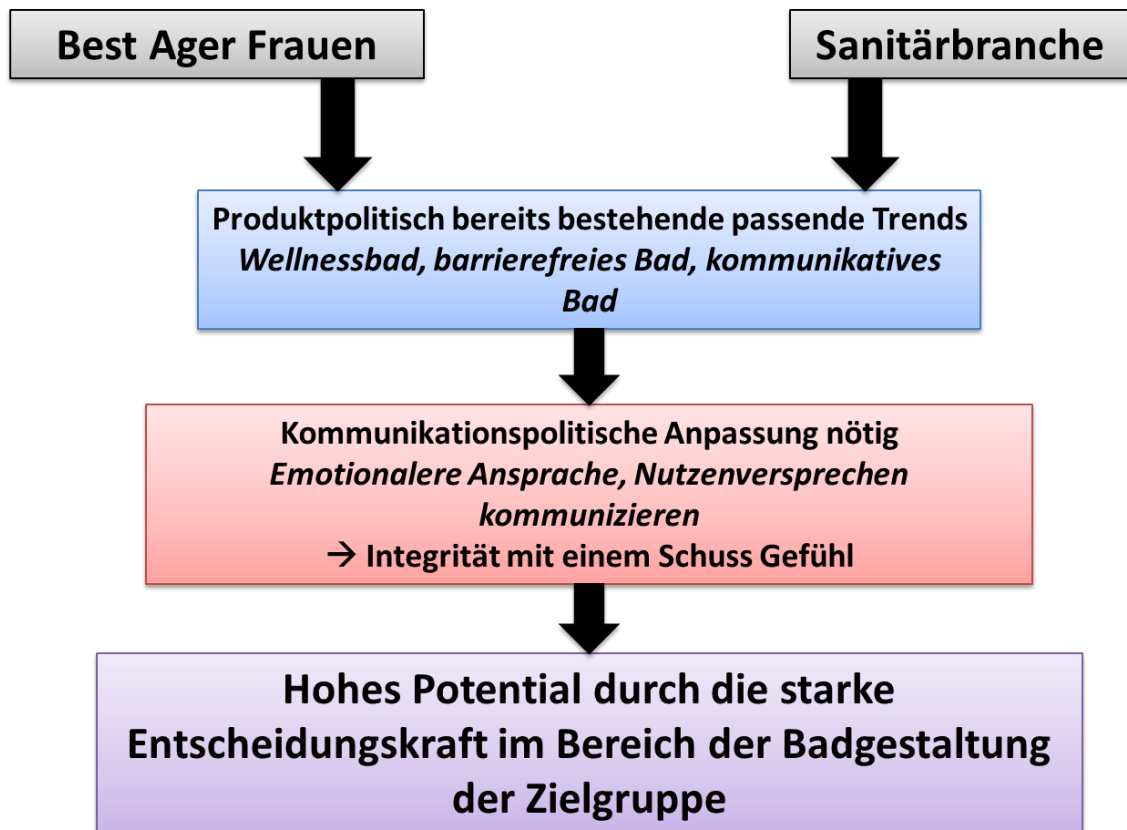 Best Ager Frauen
Sanitärbranche
Produktpolitisch bereits bestehende passende Trends
Wellnessbad, barrierefreies Bad, kommunikatives
Bad
Kommunikationspolitische Anpassung nötig
Emotionalere Ansprache, Nutzenversprechen
kommunizieren
→ Integrität mit einem Schuss Gefühl
Hohes Potential durch die starke
Entscheidungskraft im Bereich der Badgestaltung
der Zielgruppe